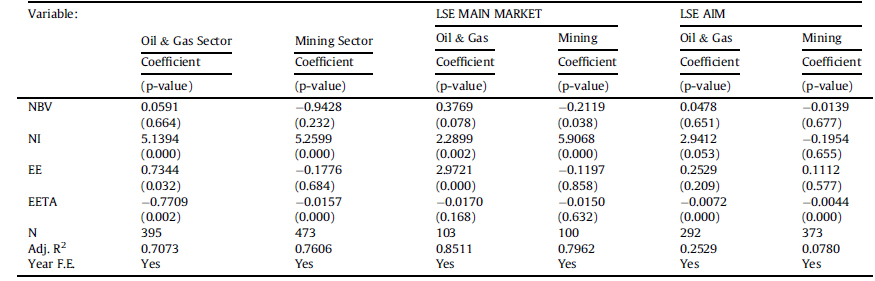 Variable: LSE MAIN MARKET LSE AIM
Oil & Gas Sector Mining Sector Oil & Gas Mining Oil & Gas Mining
Coefficient Coefficient Coefficient Coefficient Coefficient Coefficient
(p-value) (p-value) (p-value) (p-value) (p-value) (p-value)
NBV 0.0591 −0.9428 0.3769 −0.2119 0.0478 −0.0139
(0.664) (0.232) (0.078) (0.038) (0.651) (0.677)
NI 5.1394 5.2599 2.2899 5.9068 2.9412 −0.1954
(0.000) (0.000) (0.002) (0.000) (0.053) (0.655)
EE 0.7344 −0.1776 2.9721 −0.1197 0.2529 0.1112
(0.032) (0.684) (0.000) (0.858) (0.209) (0.577)
EETA −0.7709 −0.0157 −0.0170 −0.0150 −0.0072 −0.0044
(0.002) (0.000) (0.168) (0.632) (0.000) (0.000)
N 395 473 103 100 292 373
Adj. R² 0.7073 0.7606 0.8511 0.7962 0.2529 0.0780
Year F.E. Yes Yes Yes Yes Yes Yes